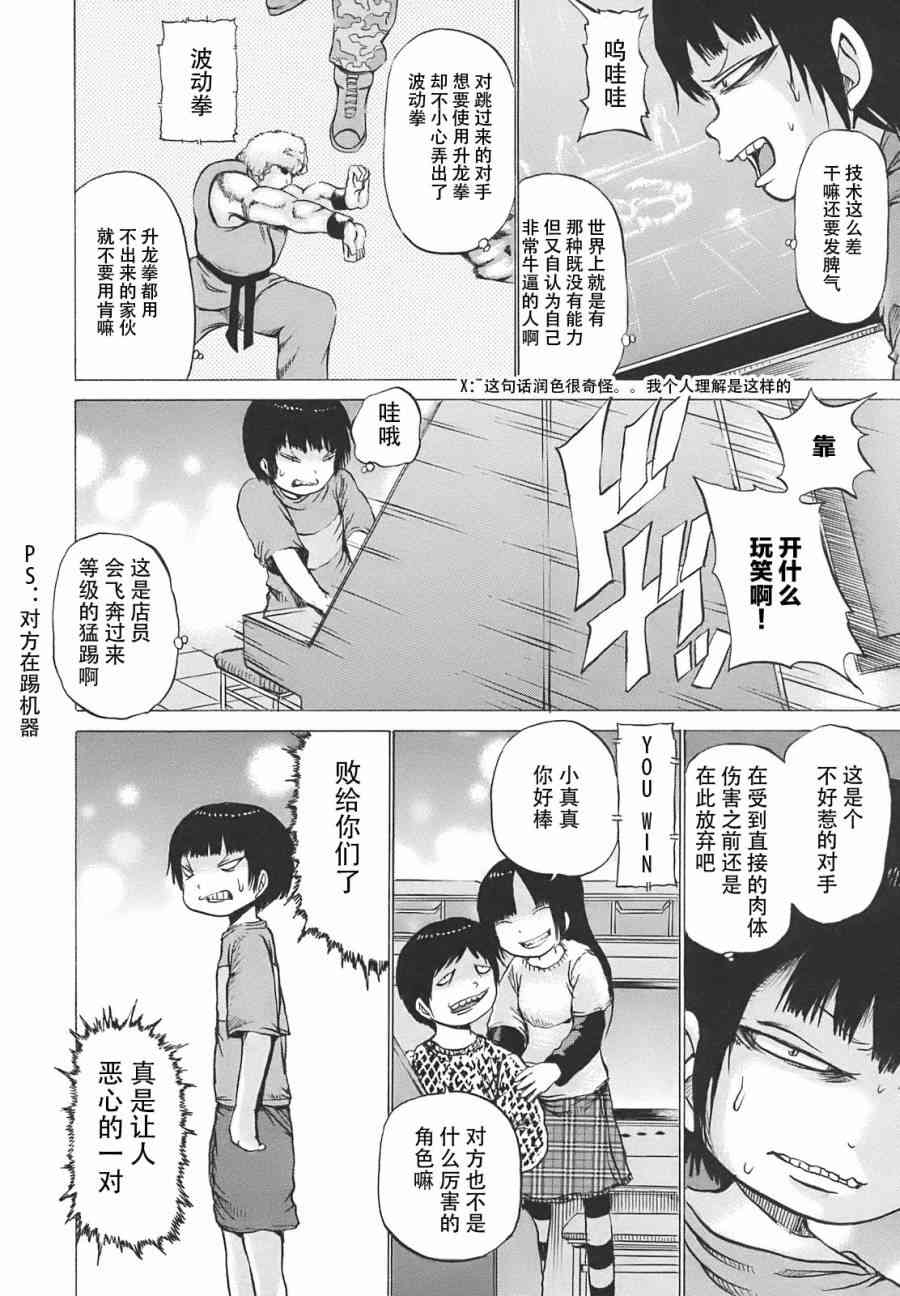 呜哇哇
技术这么差
干嘛还要发脾气
世界上就是有
那种既没有能力
但又自认为自己
非常牛逼的人啊
对跳过来的对手
想要使用升龙拳
却不小心弄出了
波动拳
波动拳
升龙拳都用
不出来的家伙
就不要用肯嘛
X:这句话润色很奇怪。。我个人理解是这样的
靠
开什么
玩笑啊!
ドガ
ドガ
哇哦
这是店员
会飞奔过来
等级的猛踢啊
PS:对方在踢机器
这是个
不好惹的对手
在受到直接的肉体
伤害之前还是
在此放弃吧
YOU WIN
小真真
你好棒
对方也不是
什么厉害的
角色嘛
败给你们了
真是让人
恶心的一对